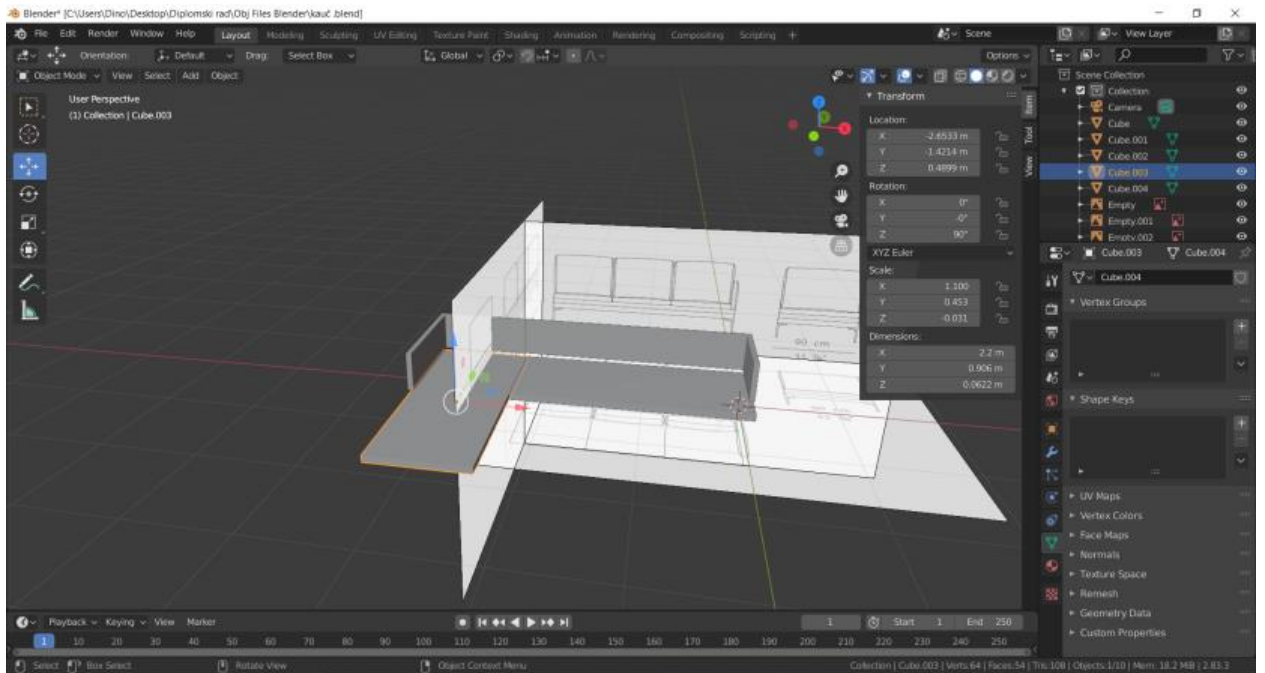 Blender* [C:\Users\Dino\Desktop\Diplomski rad\Obj Files Blender\kauč .blend]
File Edit Render Window Help Layout Modeling Sculpting UV Editing Texture Paint Shading Animation Rendering Compositing Scripting + Scene View Layer
Orientation: Default Drag: Select Box Global Options
Object Mode View Select Add Object
User Perspective
(1) Collection | Cube.003
Transform
Location:
X -2.6533 m
Y -1.4214 m
Z 0.4899 m
Rotation:
X 0°
Y -0°
Z 90°
XYZ Euler
Scale:
X 1.100
Y 0.453
Z -0.031
Dimensions:
X 2.2 m
Y 0.906 m
Z 0.0622 m
Item
Tool
View
90 cm
Scene Collection
Collection
Camera
Cube
Cube.001
Cube.002
Cube.003
Cube.004
Empty
Empty.001
Empty.002
Cube.003 Cube.004
Cube.004
Vertex Groups
Shape Keys
UV Maps
Vertex Colors
Face Maps
Normals
Texture Space
Remesh
Geometry Data
Custom Properties
Playback Keying View Marker 1 Start 1 End 250
1 10 20 30 40 50 60 70 80 90 100 110 120 130 140 150 160 170 180 190 200 210 220 230 240 250
Select Box Select Rotate View Object Context Menu Collection | Cube.003 | Verts:64 | Faces:54 | Tris:108 | Objects:1/10 | Mem: 18.2 MiB | 2.83.3